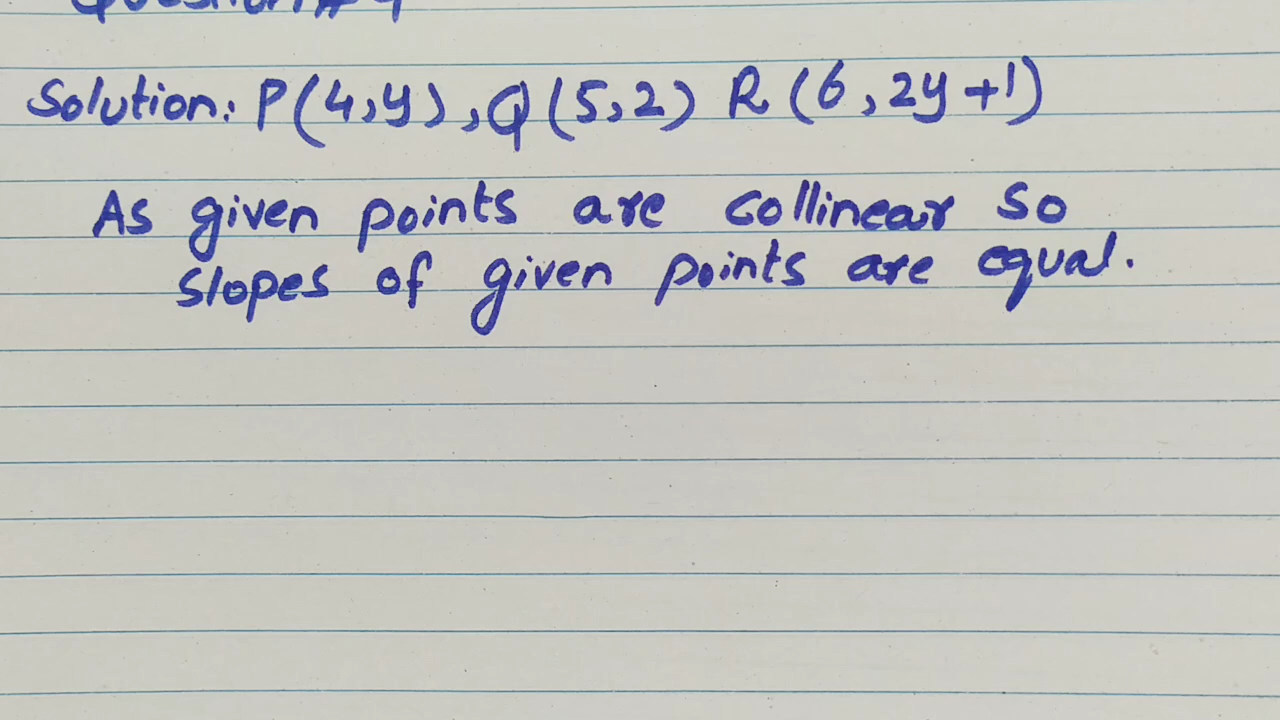 Solution: P(4,y), Q(5,2) R(6,2y+1)
As given points are collinear so
slopes of given points are equal.